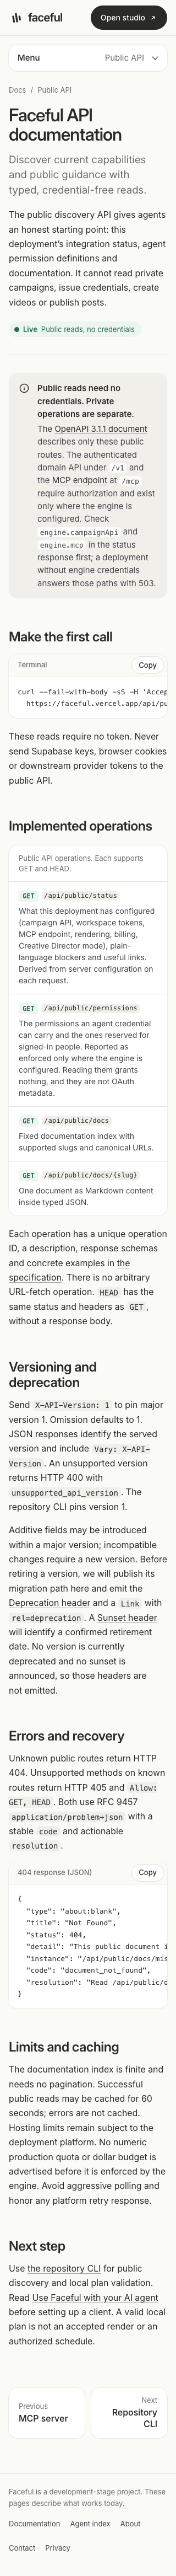 faceful
Open studio ↗
Menu
Public API
Docs / Public API
Faceful API
documentation
Discover current capabilities
and public guidance with
typed, credential-free reads.
The public discovery API gives agents
an honest starting point: this
deployment's integration status, agent
permission definitions and
documentation. It cannot read private
campaigns, issue credentials, create
videos or publish posts.
Live Public reads, no credentials
Public reads need no
credentials. Private
operations are separate.
The OpenAPI 3.1.1 document
describes only these public
routes. The authenticated
domain API under /v1 and
the MCP endpoint at /mcp
require authorization and exist
only where the engine is
configured. Check
engine.campaignApi and
engine.mcp in the status
response first; a deployment
without engine credentials
answers those paths with 503.
Make the first call
Terminal
Copy
curl --fail-with-body -sS -H 'Accep
https://faceful.vercel.app/api/pu
These reads require no token. Never
send Supabase keys, browser cookies
or downstream provider tokens to the
public API.
Implemented operations
Public API operations. Each supports
GET and HEAD.
GET /api/public/status
What this deployment has configured
(campaign API, workspace tokens,
MCP endpoint, rendering, billing,
Creative Director mode), plain-
language blockers and useful links.
Derived from server configuration on
each request.
GET /api/public/permissions
The permissions an agent credential
can carry and the ones reserved for
signed-in people. Reported as
enforced only where the engine is
configured. Reading them grants
nothing, and they are not OAuth
metadata.
GET /api/public/docs
Fixed documentation index with
supported slugs and canonical URLs.
GET /api/public/docs/{slug}
One document as Markdown content
inside typed JSON.
Each operation has a unique operation
ID, a description, response schemas
and concrete examples in the
specification. There is no arbitrary
URL-fetch operation. HEAD has the
same status and headers as GET,
without a response body.
Versioning and
deprecation
Send X-API-Version: 1 to pin major
version 1. Omission defaults to 1.
JSON responses identify the served
version and include Vary: X-API-
Version. An unsupported version
returns HTTP 400 with
unsupported_api_version. The
repository CLI pins version 1.
Additive fields may be introduced
within a major version; incompatible
changes require a new version. Before
retiring a version, we will publish its
migration path here and emit the
Deprecation header and a Link with
rel=deprecation. A Sunset header
will identify a confirmed retirement
date. No version is currently
deprecated and no sunset is
announced, so those headers are
not emitted.
Errors and recovery
Unknown public routes return HTTP
404. Unsupported methods on known
routes return HTTP 405 and Allow:
GET, HEAD. Both use RFC 9457
application/problem+json with a
stable code and actionable
resolution.
404 response (JSON)
Copy
{
"type": "about:blank",
"title": "Not Found",
"status": 404,
"detail": "This public document i
"instance": "/api/public/docs/mis
"code": "document_not_found",
"resolution": "Read /api/public/d
}
Limits and caching
The documentation index is finite and
needs no pagination. Successful
public reads may be cached for 60
seconds; errors are not cached.
Hosting limits remain subject to the
deployment platform. No numeric
production quota or dollar budget is
advertised before it is enforced by the
engine. Avoid aggressive polling and
honor any platform retry response.
Next step
Use the repository CLI for public
discovery and local plan validation.
Read Use Faceful with your AI agent
before setting up a client. A valid local
plan is not an accepted render or an
authorized schedule.
Previous
MCP server
Next
Repository
CLI
Faceful is a development-stage project. These
pages describe what works today.
Documentation Agent index About
Contact Privacy